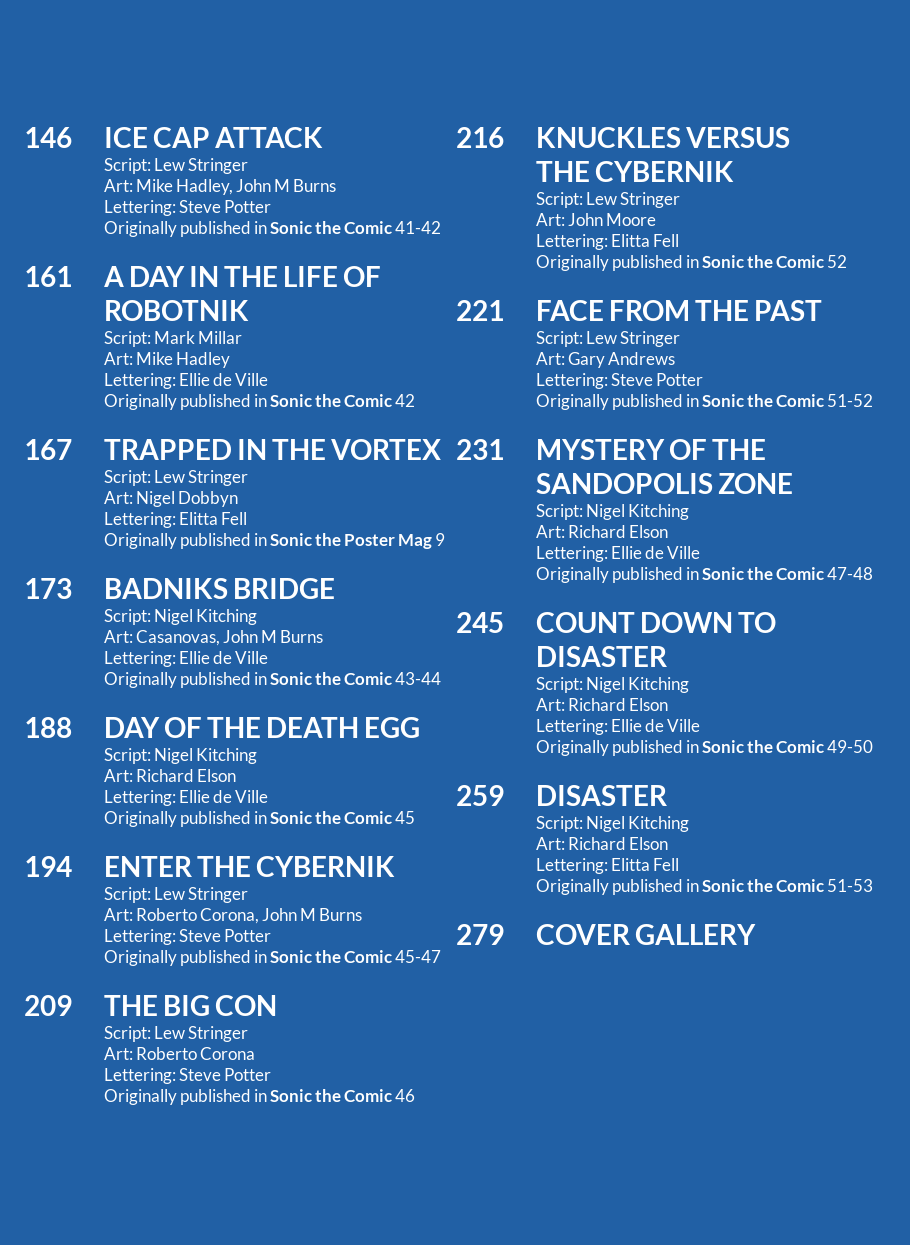 146 ICE CAP ATTACK
Script: Lew Stringer
Art: Mike Hadley, John M Burns
Lettering: Steve Potter
Originally published in Sonic the Comic 41-42
161 A DAY IN THE LIFE OF
ROBOTNIK
Script: Mark Millar
Art: Mike Hadley
Lettering: Ellie de Ville
Originally published in Sonic the Comic 42
167 TRAPPED IN THE VORTEX
Script: Lew Stringer
Art: Nigel Dobbyn
Lettering: Elitta Fell
Originally published in Sonic the Poster Mag 9
173 BADNIKS BRIDGE
Script: Nigel Kitching
Art: Casanovas, John M Burns
Lettering: Ellie de Ville
Originally published in Sonic the Comic 43-44
188 DAY OF THE DEATH EGG
Script: Nigel Kitching
Art: Richard Elson
Lettering: Ellie de Ville
Originally published in Sonic the Comic 45
194 ENTER THE CYBERNIK
Script: Lew Stringer
Art: Roberto Corona, John M Burns
Lettering: Steve Potter
Originally published in Sonic the Comic 45-47
209 THE BIG CON
Script: Lew Stringer
Art: Roberto Corona
Lettering: Steve Potter
Originally published in Sonic the Comic 46
216 KNUCKLES VERSUS
THE CYBERNIK
Script: Lew Stringer
Art: John Moore
Lettering: Elitta Fell
Originally published in Sonic the Comic 52
221 FACE FROM THE PAST
Script: Lew Stringer
Art: Gary Andrews
Lettering: Steve Potter
Originally published in Sonic the Comic 51-52
231 MYSTERY OF THE
SANDOPOLIS ZONE
Script: Nigel Kitching
Art: Richard Elson
Lettering: Ellie de Ville
Originally published in Sonic the Comic 47-48
245 COUNT DOWN TO
DISASTER
Script: Nigel Kitching
Art: Richard Elson
Lettering: Ellie de Ville
Originally published in Sonic the Comic 49-50
259 DISASTER
Script: Nigel Kitching
Art: Richard Elson
Lettering: Elitta Fell
Originally published in Sonic the Comic 51-53
279 COVER GALLERY